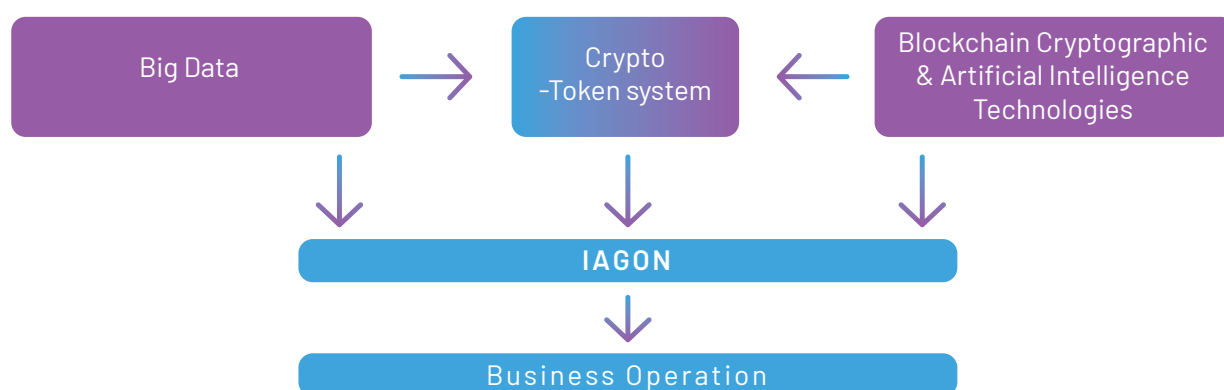 Big Data
Crypto
-Token system
Blockchain Cryptographic
& Artificial Intelligence
Technologies
IAGON
Business Operation